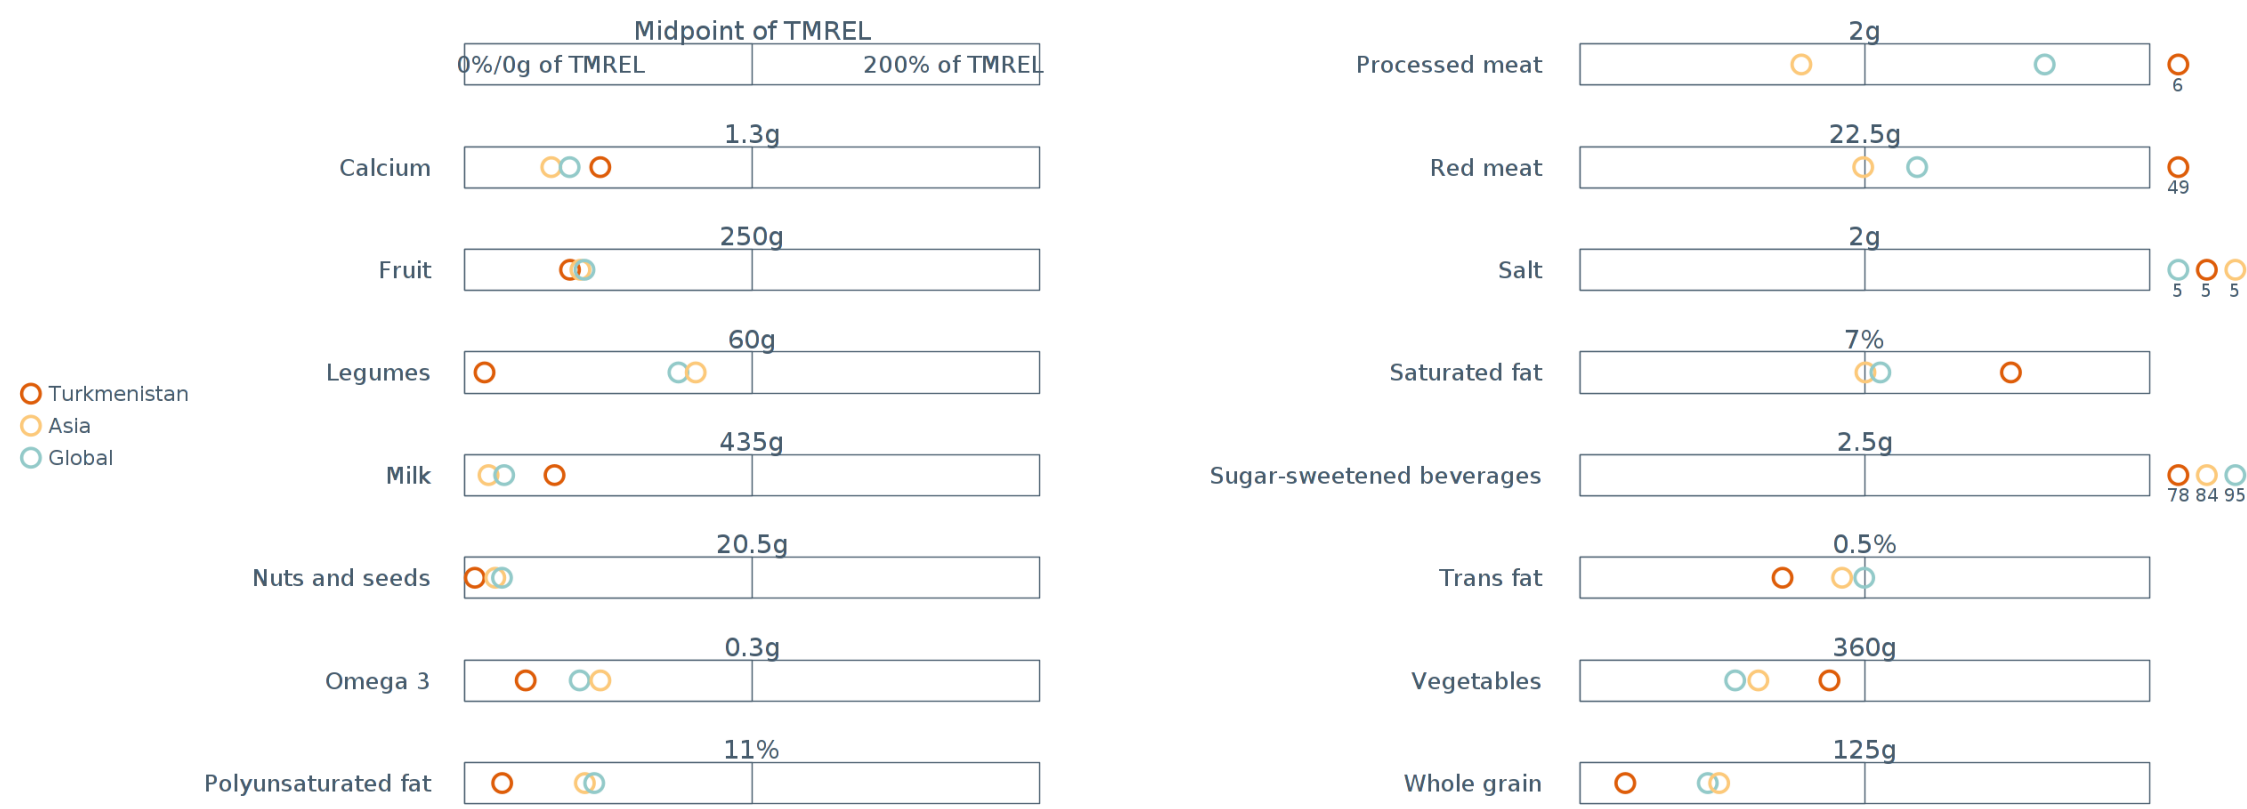 Midpoint of TMREL
0%/0g of TMREL 200% of TMREL
1.3g
Calcium
250g
Fruit
60g
Legumes
435g
Milk
20.5g
Nuts and seeds
0.3g
Omega 3
11%
Polyunsaturated fat
Turkmenistan
Asia
Global
2g
Processed meat
6
22.5g
Red meat
49
2g
Salt
5 5 5
7%
Saturated fat
2.5g
Sugar-sweetened beverages
78 84 95
0.5%
Trans fat
360g
Vegetables
125g
Whole grain